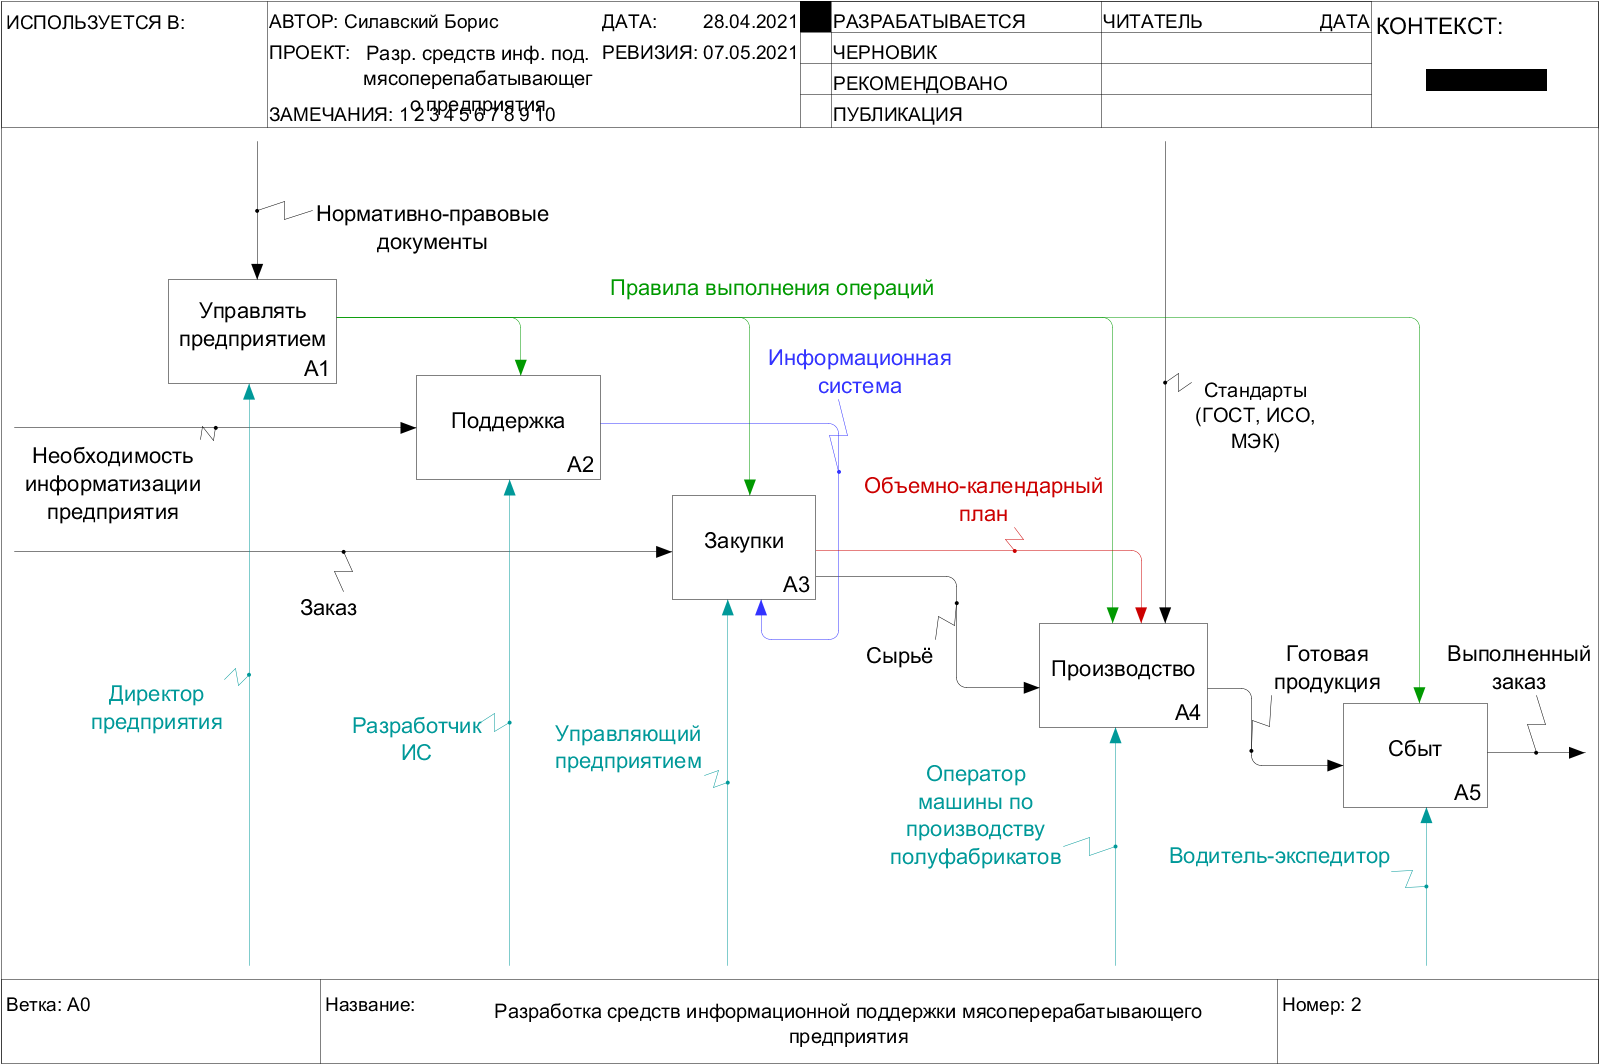 ИСПОЛЬЗУЕТСЯ В:
АВТОР: Силавский Борис
ДАТА: 28.04.2021
ПРОЕКТ: Разр. средств инф. под.
мясоперепабатывающег
о предприятия
РЕВИЗИЯ: 07.05.2021
ЗАМЕЧАНИЯ: 1 2 3 4 5 6 7 8 9 10
РАЗРАБАТЫВАЕТСЯ
ЧЕРНОВИК
РЕКОМЕНДОВАНО
ПУБЛИКАЦИЯ
ЧИТАТЕЛЬ
ДАТА
КОНТЕКСТ:
Нормативно-правовые
документы
Управлять
предприятием
A1
Правила выполнения операций
Информационная
система
Стандарты
(ГОСТ, ИСО,
МЭК)
Поддержка
A2
Необходимость
информатизации
предприятия
Объемно-календарный
план
Закупки
A3
Заказ
Сырьё
Производство
A4
Готовая
продукция
Выполненный
заказ
Сбыт
A5
Директор
предприятия
Разработчик
ИС
Управляющий
предприятием
Оператор
машины по
производству
полуфабрикатов
Водитель-экспедитор
Ветка: A0
Название:
Разработка средств информационной поддержки мясоперерабатывающего
предприятия
Номер: 2